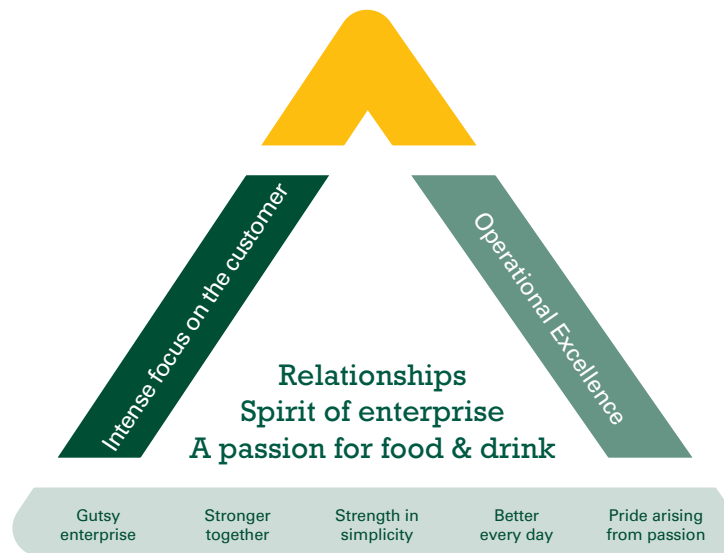 Intense focus on the customer
Operational Excellence
Relationships
Spirit of enterprise
A passion for food & drink
Gutsy
enterprise
Stronger
together
Strength in
simplicity
Better
every day
Pride arising
from passion